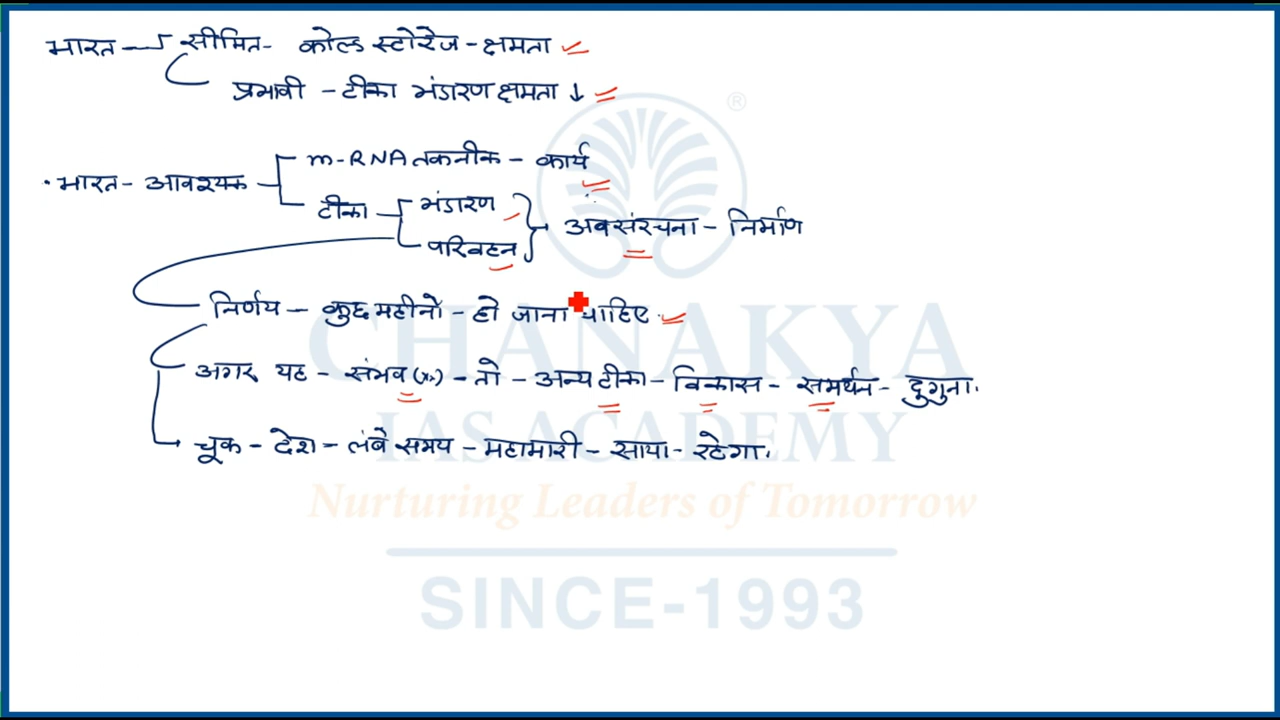 भारत - सीमित - कोल्ड स्टोरेज - क्षमता
प्रभावी - टीका भंडारण क्षमता ↓
· भारत - आवश्यक
m-RNA तकनीक - कार्य
टीका
भंडारण
परिवहन
अवसंरचना - निर्माण
निर्णय - कुछ महीनो - हो जाना चाहिए.
अगर यह - संभव (x) - तो - अन्य टीका - विकास - समर्थन - दुगुना.
चूक - देश - लंबे समय - महामारी - साया - रहेगा.
®
CHANAKYA
IAS ACADEMY
Nurturing Leaders of Tomorrow
SINCE-1993